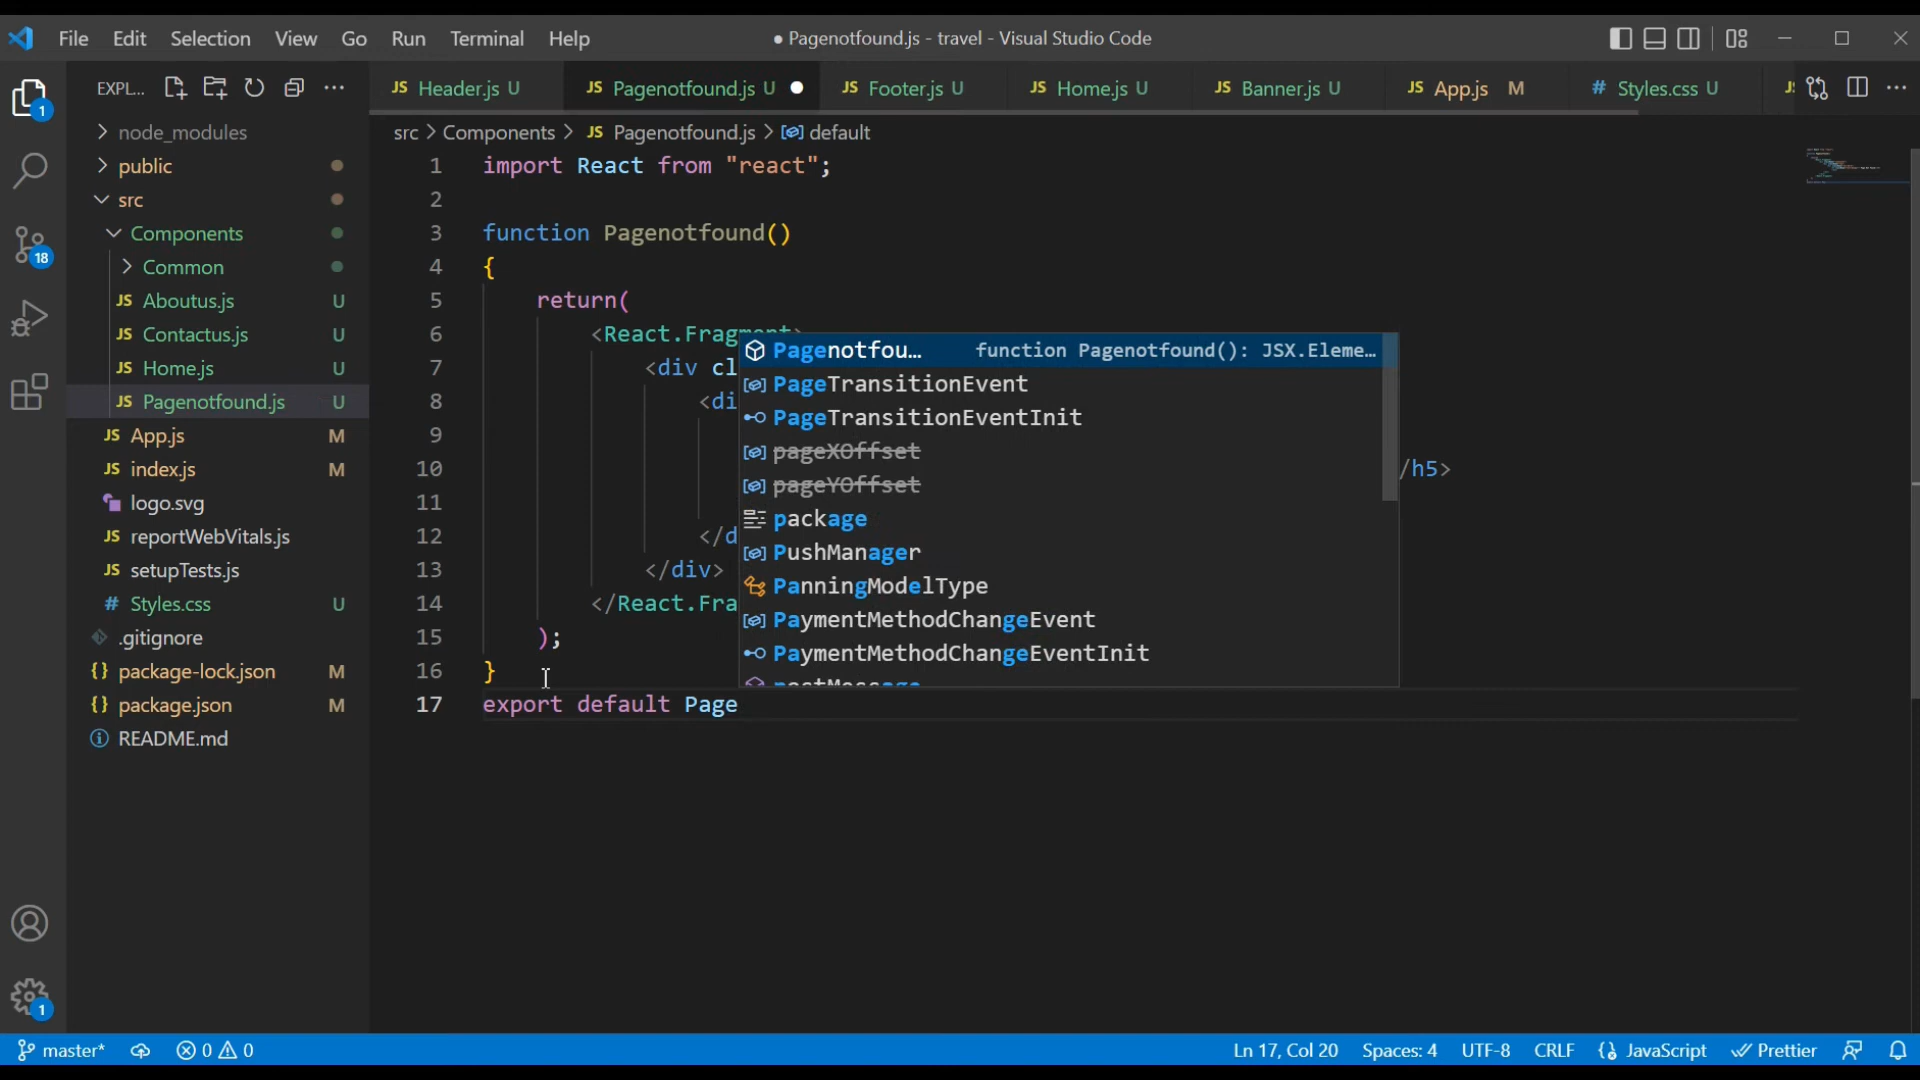 File Edit Selection View Go Run Terminal Help
● Pagenotfound.js - travel - Visual Studio Code
EXPL...
JS Header.js U
JS Pagenotfound.js U
JS Footer.js U
JS Home.js U
JS Banner.js U
JS App.js M
# Styles.css U
src > Components > JS Pagenotfound.js > default
1
node_modules
public
src
Components
Common
JS Aboutus.js U
JS Contactus.js U
JS Home.js U
JS Pagenotfound.js U
JS App.js M
JS index.js M
logo.svg
JS reportWebVitals.js
JS setupTests.js
# Styles.css U
.gitignore
{} package-lock.json M
{} package.json M
README.md
18
1
1 import React from "react";
2
3 function Pagenotfound()
4 {
5 return(
6 <React.Fragment>
7 <div cl
8 <di
9
10 /h5>
11
12 </d
13 </div>
14 </React.Fra
15 );
16 }
17 export default Page
Pagenotfou... function Pagenotfound(): JSX.Eleme...
PageTransitionEvent
PageTransitionEventInit
pageXOffset
pageYOffset
package
PushManager
PanningModelType
PaymentMethodChangeEvent
PaymentMethodChangeEventInit
postMessage
master* 0 0 Ln 17, Col 20 Spaces: 4 UTF-8 CRLF {} JavaScript Prettier